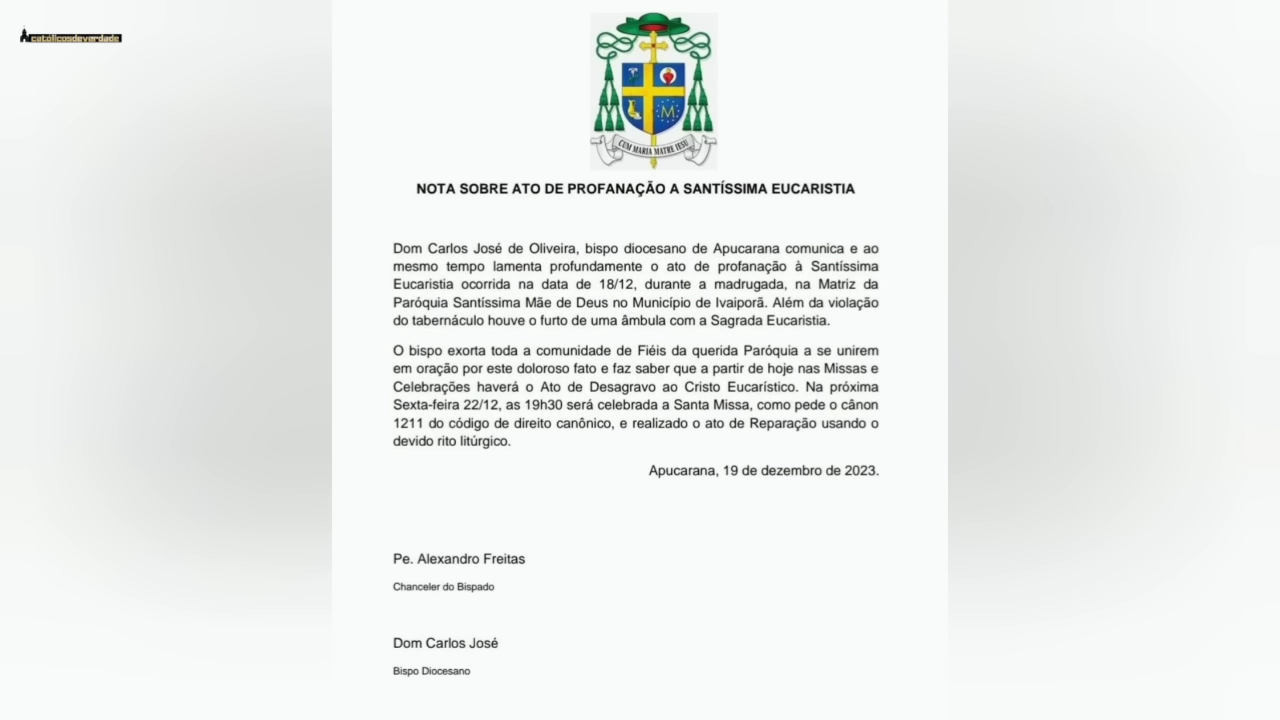 católicosdeverdade
CUM MARIA MATRE IESU
NOTA SOBRE ATO DE PROFANAÇÃO A SANTÍSSIMA EUCARISTIA
Dom Carlos José de Oliveira, bispo diocesano de Apucarana comunica e ao
mesmo tempo lamenta profundamente o ato de profanação à Santíssima
Eucaristia ocorrida na data de 18/12, durante a madrugada, na Matriz da
Paróquia Santíssima Mãe de Deus no Município de Ivaiporã. Além da violação
do tabernáculo houve o furto de uma âmbula com a Sagrada Eucaristia.
O bispo exorta toda a comunidade de Fiéis da querida Paróquia a se unirem
em oração por este doloroso fato e faz saber que a partir de hoje nas Missas e
Celebrações haverá o Ato de Desagravo ao Cristo Eucarístico. Na próxima
Sexta-feira 22/12, as 19h30 será celebrada a Santa Missa, como pede o cânon
1211 do código de direito canônico, e realizado o ato de Reparação usando o
devido rito litúrgico.
Apucarana, 19 de dezembro de 2023.
Pe. Alexandro Freitas
Chanceler do Bispado
Dom Carlos José
Bispo Diocesano